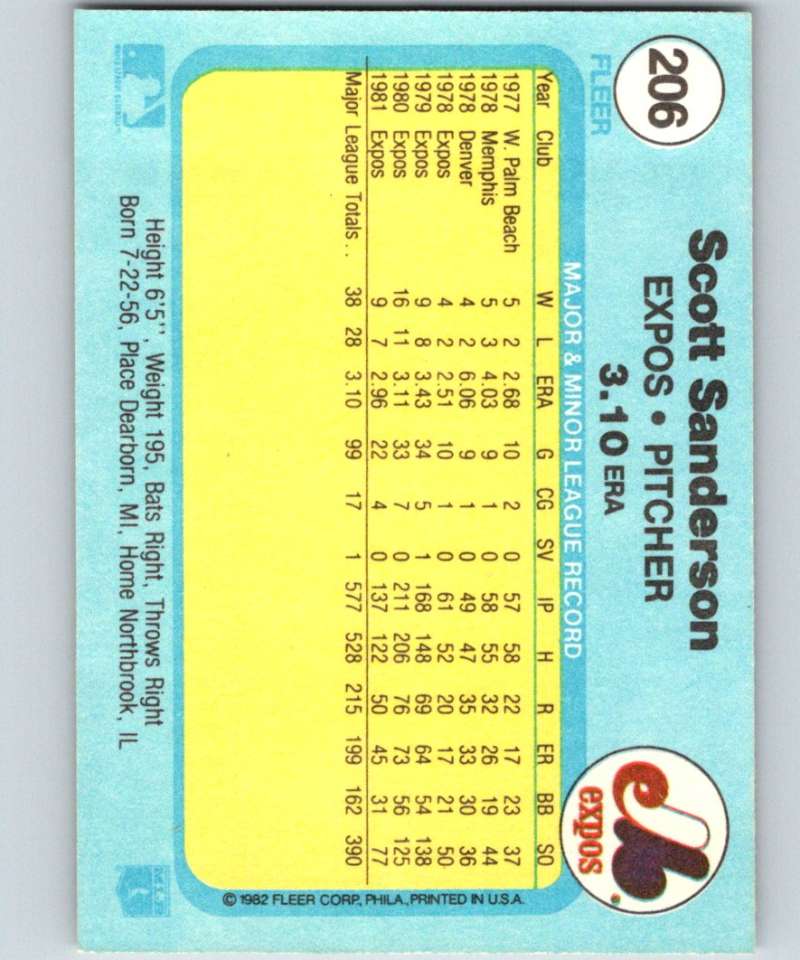 206
FLEER
Scott Sanderson
EXPOS • PITCHER
3.10 ERA
expos
MAJOR & MINOR LEAGUE RECORD
Year Club W L ERA G CG SV IP H R ER BB SO
1977 W. Palm Beach 5 2 2.68 10 2 0 57 58 22 17 23 37
1978 Memphis 5 3 4.03 9 1 0 58 55 32 26 19 44
1978 Denver 4 2 6.06 9 1 0 49 47 35 33 30 36
1978 Expos 4 2 2.51 10 1 0 61 52 20 17 21 50
1979 Expos 9 8 3.43 34 5 1 168 148 69 64 54 138
1980 Expos 16 11 3.11 33 7 0 211 206 76 73 56 125
1981 Expos 9 7 2.96 22 4 0 137 122 50 45 31 77
Major League Totals . . 38 28 3.10 99 17 1 577 528 215 199 162 390
© 1982 FLEER CORP., PHILA., PRINTED IN U.S.A.
Height 6'5'', Weight 195, Bats Right, Throws Right
Born 7-22-56, Place Dearborn, MI, Home Northbrook, IL